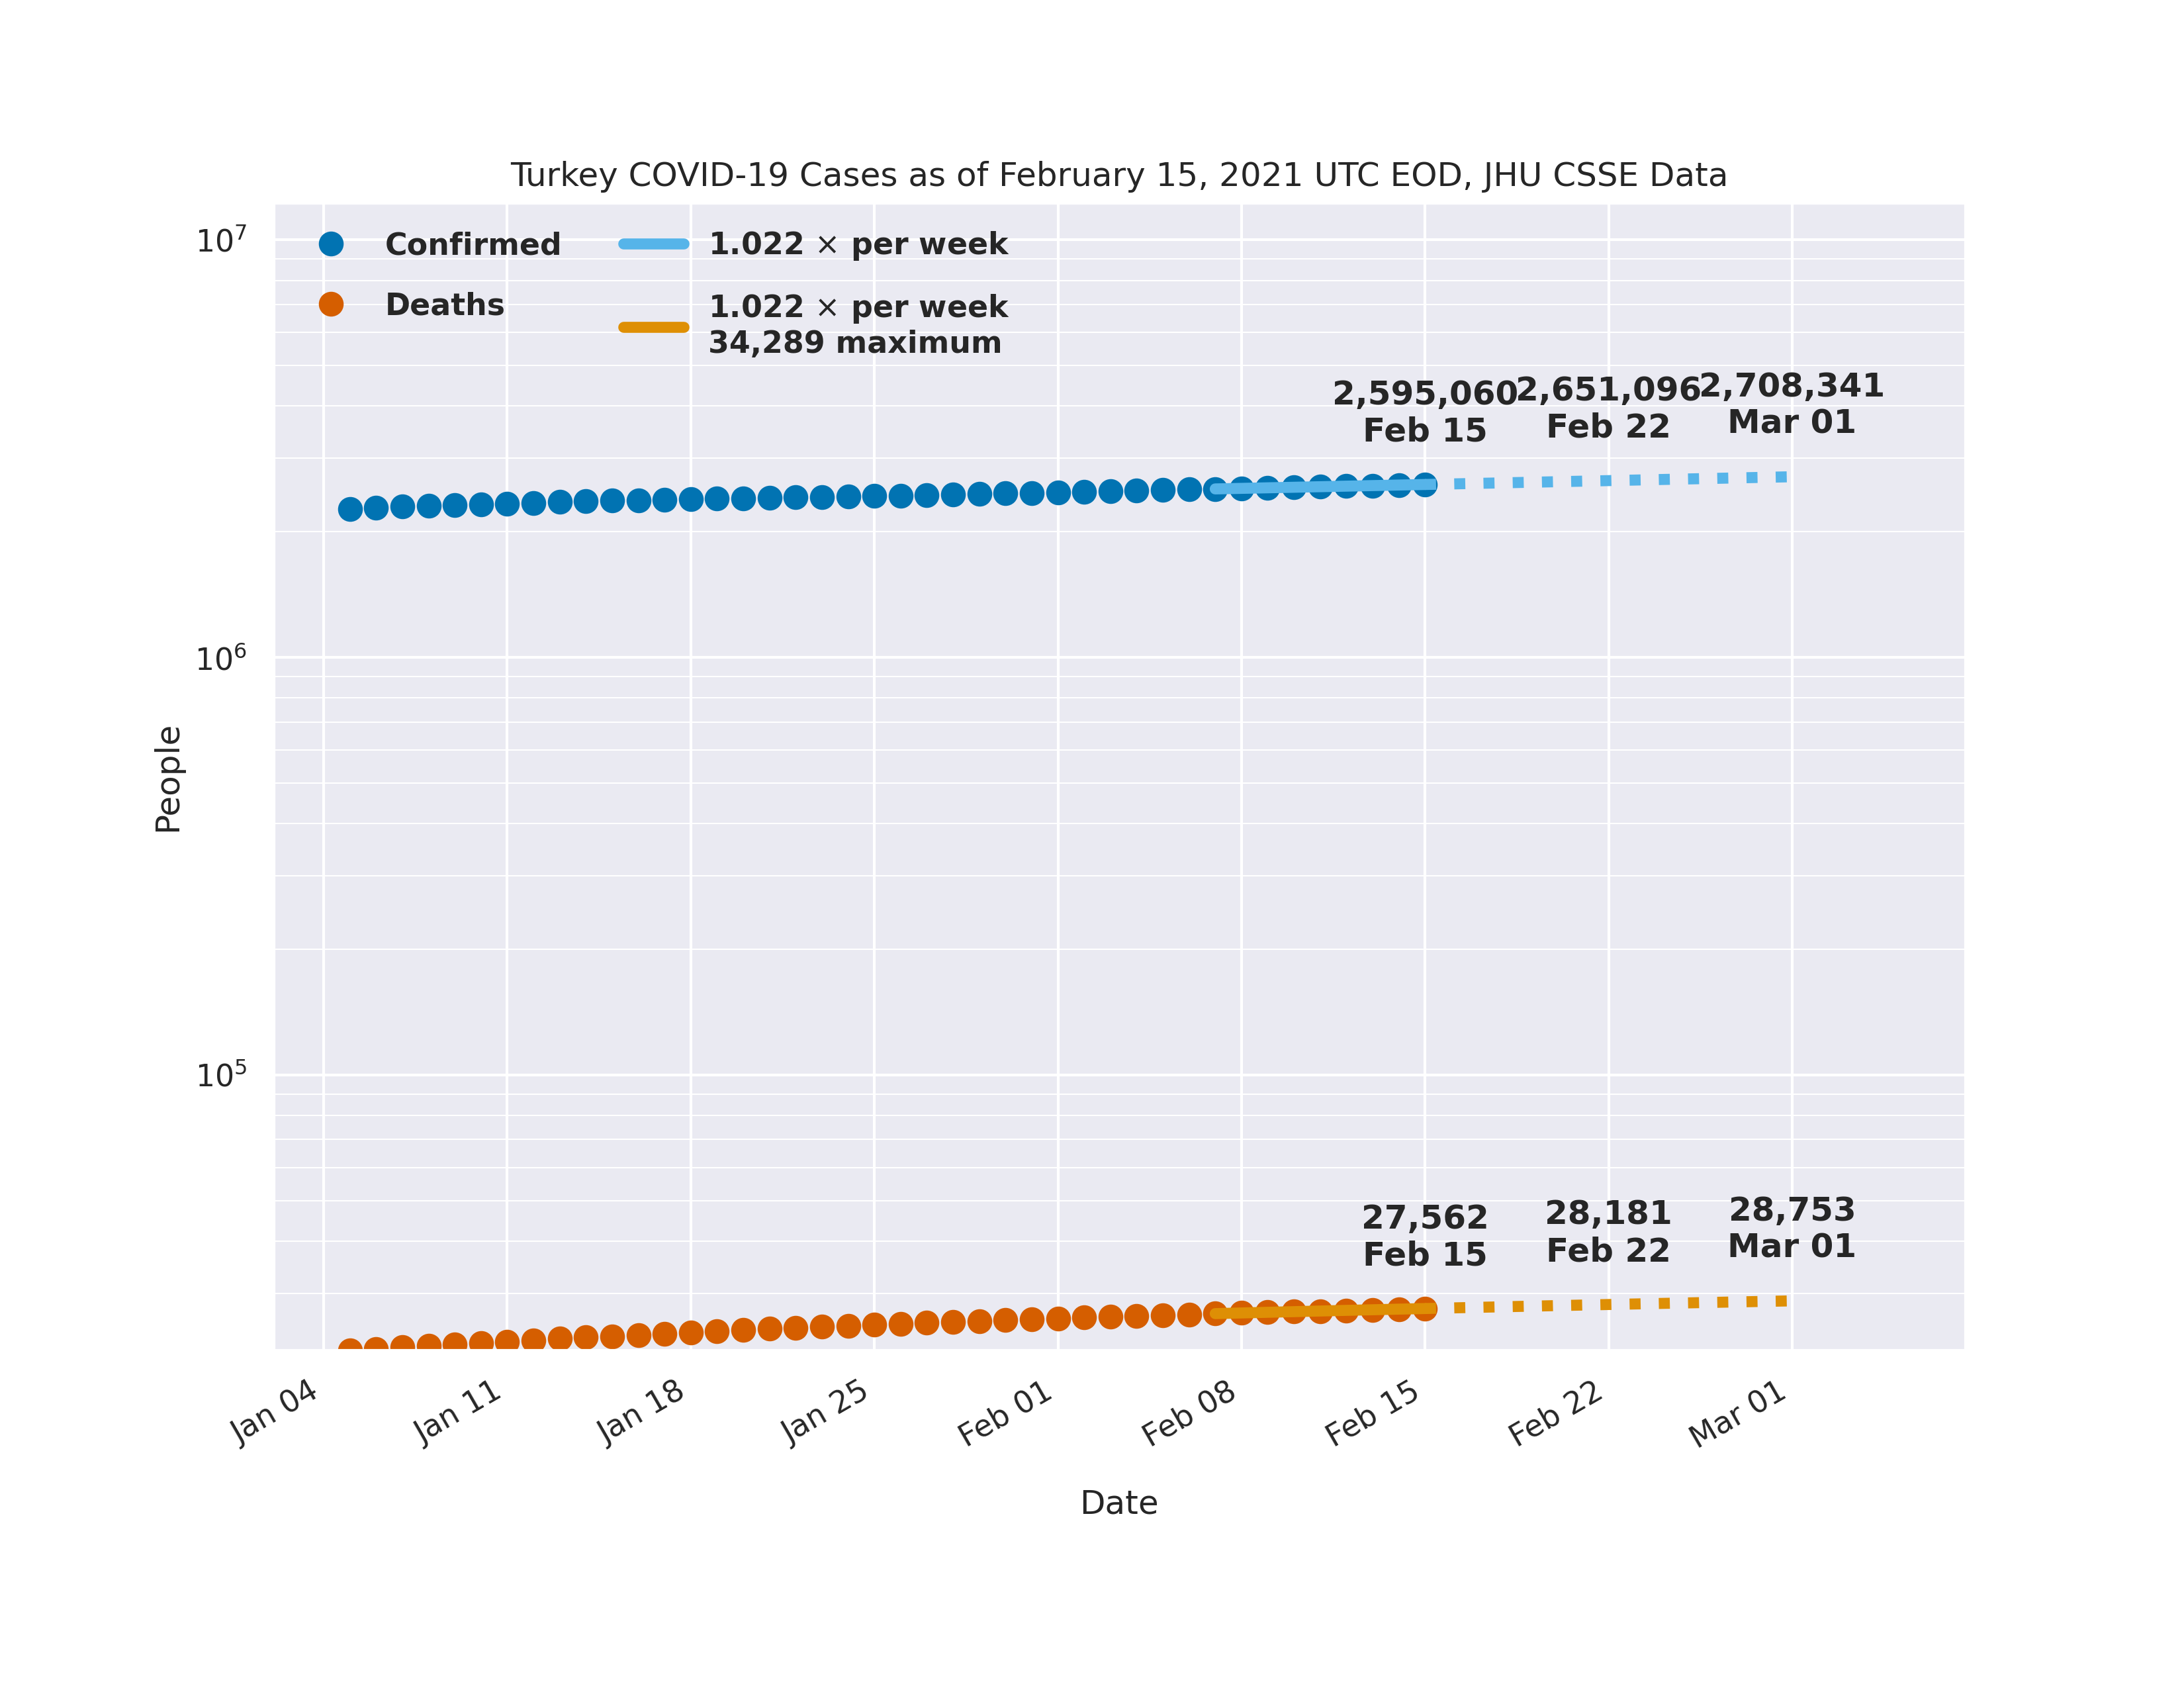 Turkey COVID-19 Cases as of February 15, 2021 UTC EOD, JHU CSSE Data
Confirmed
Deaths
1.022 × per week
1.022 × per week
34,289 maximum
2,595,060
Feb 15
2,651,096
Feb 22
2,708,341
Mar 01
27,562
Feb 15
28,181
Feb 22
28,753
Mar 01
10⁷
10⁶
10⁵
People
Jan 04
Jan 11
Jan 18
Jan 25
Feb 01
Feb 08
Feb 15
Feb 22
Mar 01
Date